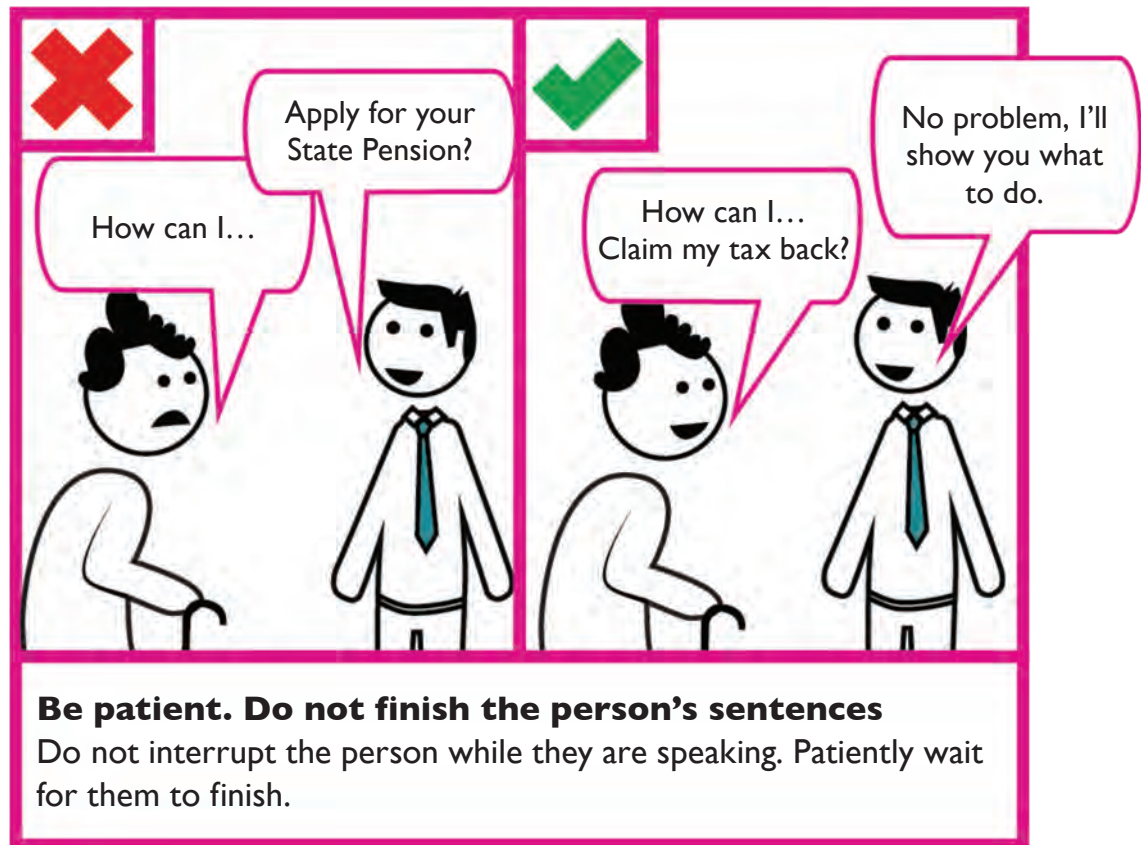 How can I…
Apply for your
State Pension?
How can I…
Claim my tax back?
No problem, I’ll
show you what
to do.
Be patient. Do not finish the person’s sentences
Do not interrupt the person while they are speaking. Patiently wait
for them to finish.